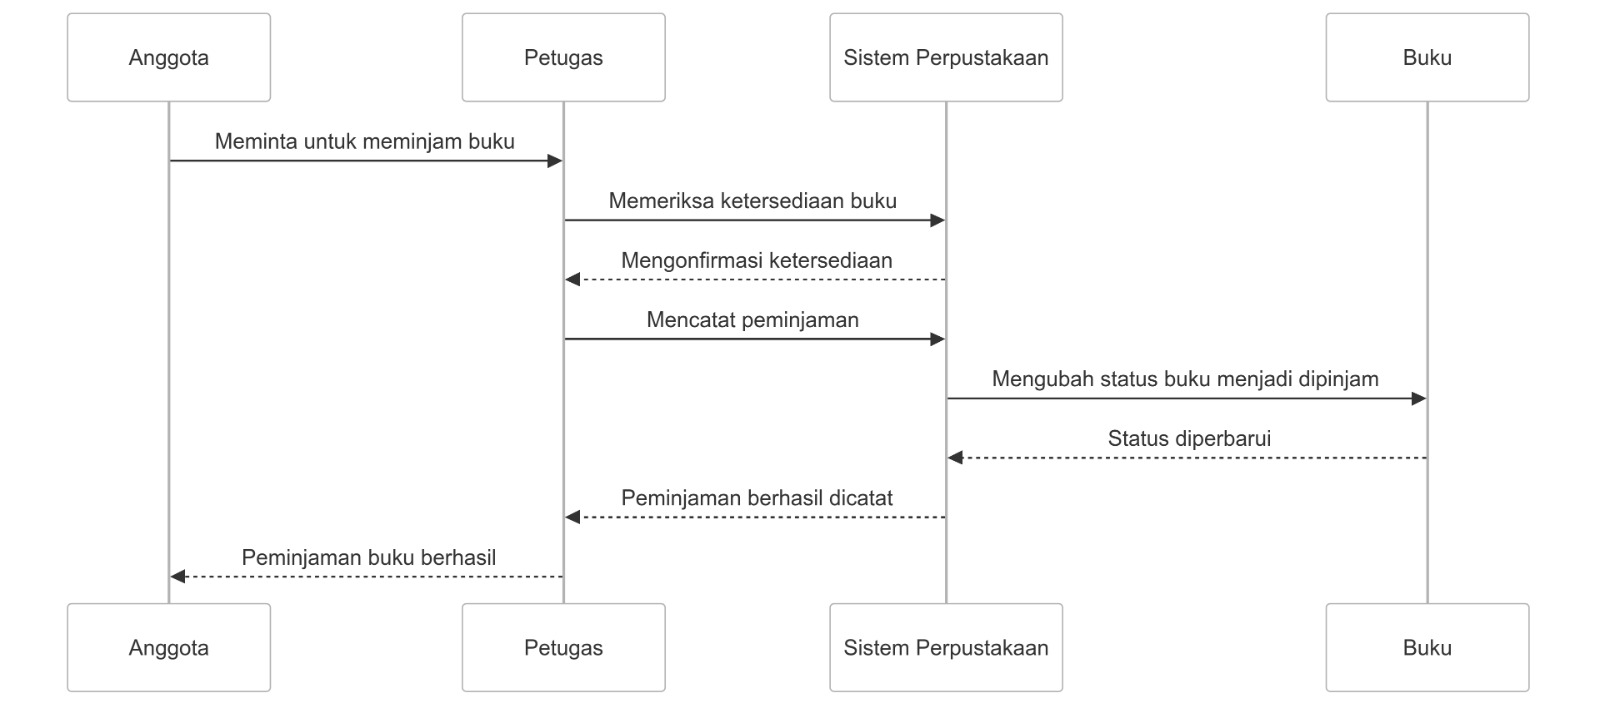 Anggota
Petugas
Sistem Perpustakaan
Buku
Meminta untuk meminjam buku
Memeriksa ketersediaan buku
Mengonfirmasi ketersediaan
Mencatat peminjaman
Mengubah status buku menjadi dipinjam
Status diperbarui
Peminjaman berhasil dicatat
Peminjaman buku berhasil
Anggota
Petugas
Sistem Perpustakaan
Buku